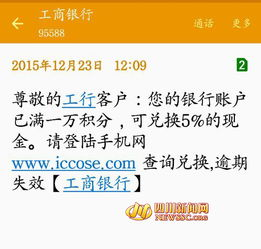 工商银行
95588
通话 更多
2015年12月23日 12:09
2
尊敬的工行客户：您的银行账户
已满一万积分，可兑换5%的现
金。请登陆手机网
www.iccose.com 查询兑换,逾期
失效【工商银行】
四川新闻网
NEWSSC.ORG